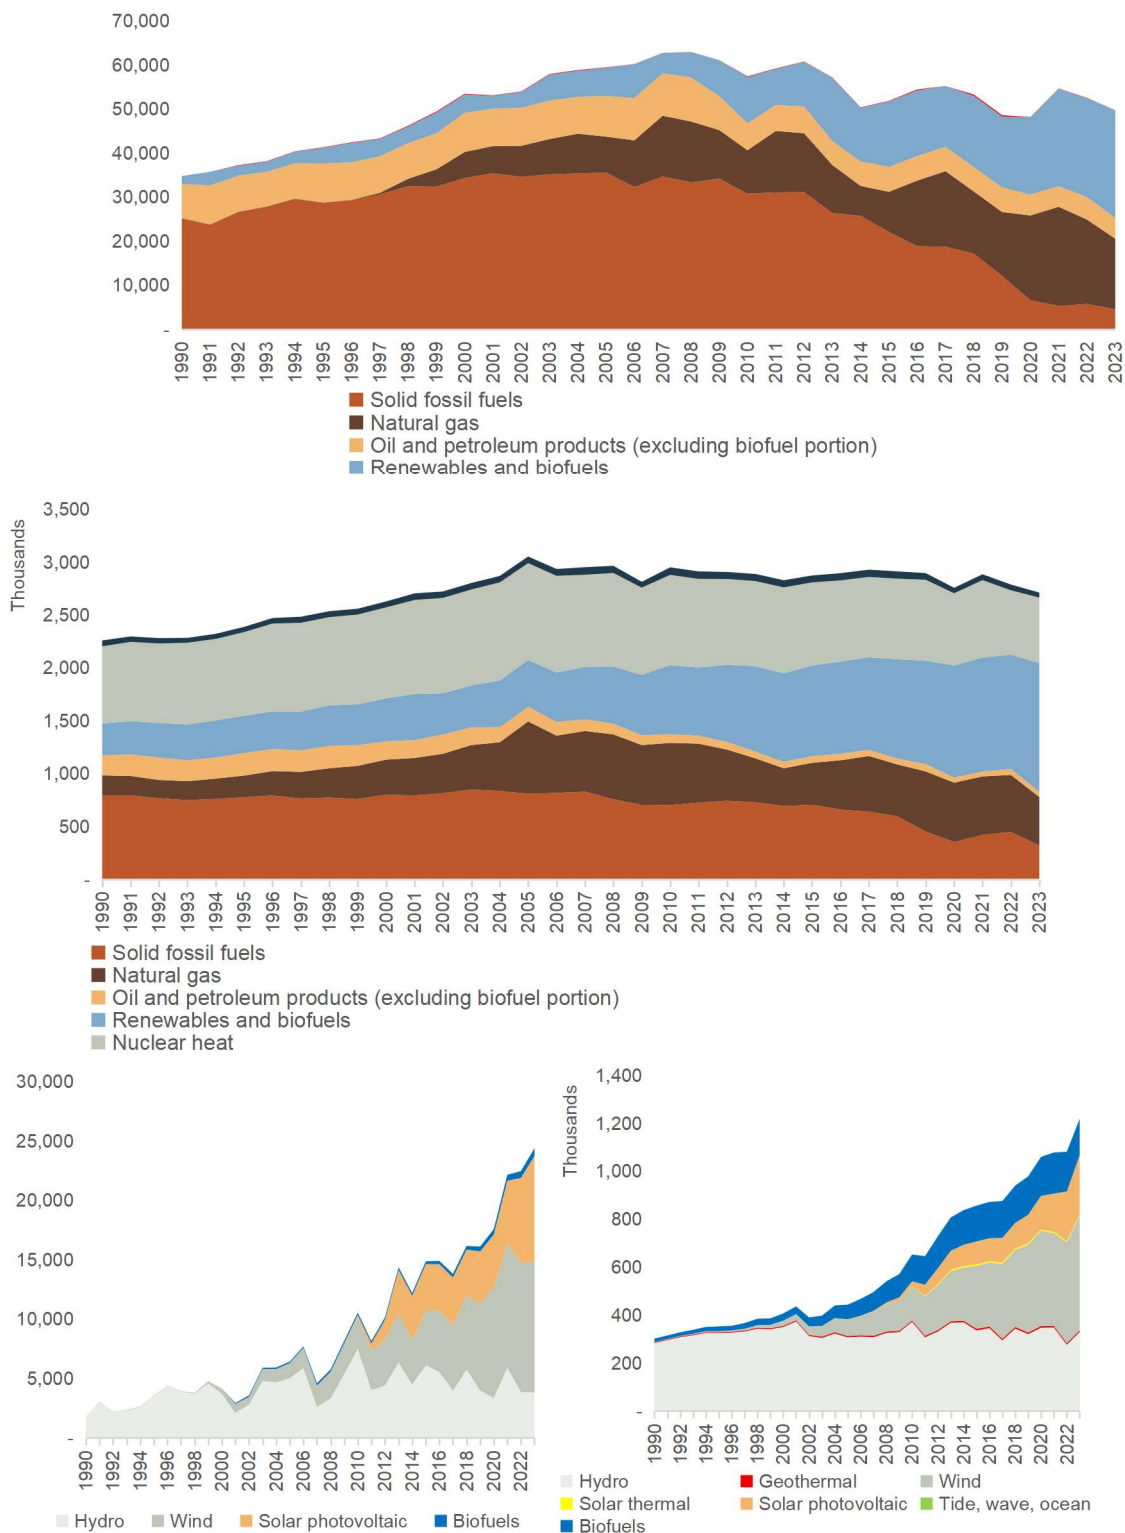 70,000
60,000
50,000
40,000
30,000
20,000
10,000
-
1990 1991 1992 1993 1994 1995 1996 1997 1998 1999 2000 2001 2002 2003 2004 2005 2006 2007 2008 2009 2010 2011 2012 2013 2014 2015 2016 2017 2018 2019 2020 2021 2022 2023
Solid fossil fuels
Natural gas
Oil and petroleum products (excluding biofuel portion)
Renewables and biofuels
Thousands
3,500
3,000
2,500
2,000
1,500
1,000
500
-
1990 1991 1992 1993 1994 1995 1996 1997 1998 1999 2000 2001 2002 2003 2004 2005 2006 2007 2008 2009 2010 2011 2012 2013 2014 2015 2016 2017 2018 2019 2020 2021 2022 2023
Solid fossil fuels
Natural gas
Oil and petroleum products (excluding biofuel portion)
Renewables and biofuels
Nuclear heat
30,000
25,000
20,000
15,000
10,000
5,000
-
1990 1992 1994 1996 1998 2000 2002 2004 2006 2008 2010 2012 2014 2016 2018 2020 2022
Hydro Wind Solar photovoltaic Biofuels
Thousands
1,400
1,200
1,000
800
600
400
200
-
1990 1992 1994 1996 1998 2000 2002 2004 2006 2008 2010 2012 2014 2016 2018 2020 2022
Hydro Geothermal Wind
Solar thermal Solar photovoltaic Tide, wave, ocean
Biofuels